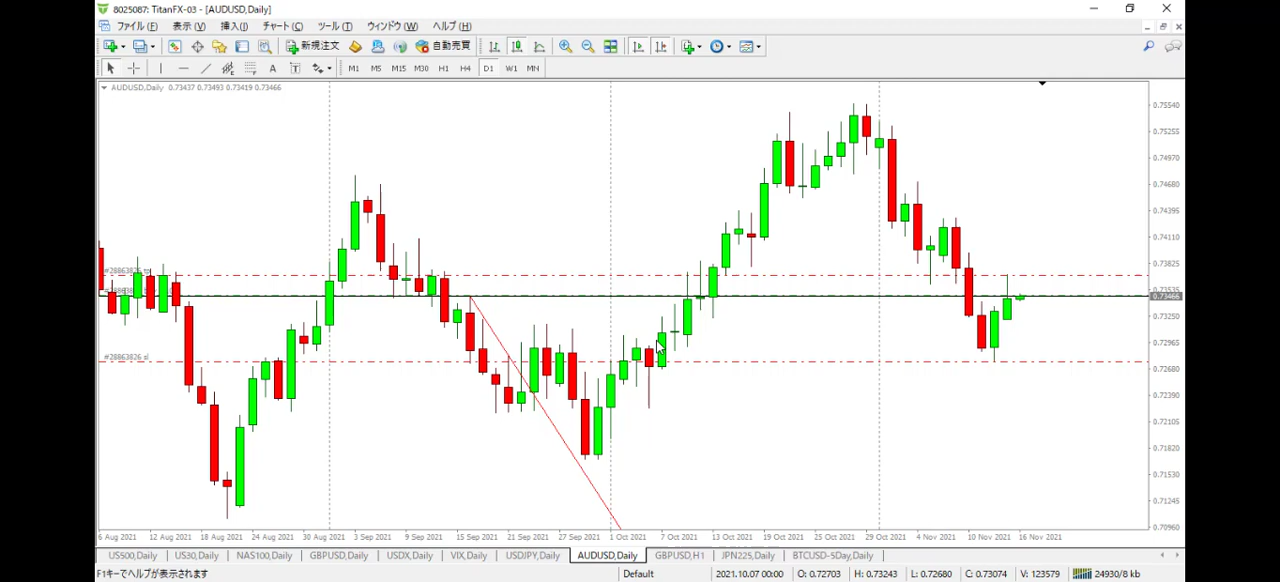 8025087: TitanFX-03 - [AUDUSD,Daily]
ファイル(F) 表示(V) 挿入(I) チャート(C) ツール(T) ウィンドウ(W) ヘルプ(H)
新規注文 自動売買
A T M1 M5 M15 M30 H1 H4 D1 W1 MN
AUDUSD,Daily 0.73437 0.73493 0.73419 0.73466
0.75540
0.75255
0.74970
0.74680
0.74395
0.74110
#28863826 tp
0.73825
0.73535
0.73466
0.73250
0.72965
#28863826 sl
0.72680
0.72390
0.72105
0.71820
0.71530
0.71245
0.70960
6 Aug 2021 12 Aug 2021 18 Aug 2021 24 Aug 2021 30 Aug 2021 3 Sep 2021 9 Sep 2021 15 Sep 2021 21 Sep 2021 27 Sep 2021 1 Oct 2021 7 Oct 2021 13 Oct 2021 19 Oct 2021 25 Oct 2021 29 Oct 2021 4 Nov 2021 10 Nov 2021 16 Nov 2021
US500,Daily US30,Daily NAS100,Daily GBPUSD,Daily USDX,Daily VIX,Daily USDJPY,Daily AUDUSD,Daily GBPUSD,H1 JPN225,Daily BTCUSD-5Day,Daily
F1キーでヘルプが表示されます Default 2021.10.07 00:00 O: 0.72703 H: 0.73243 L: 0.72680 C: 0.73074 V: 123579 24930/8 kb